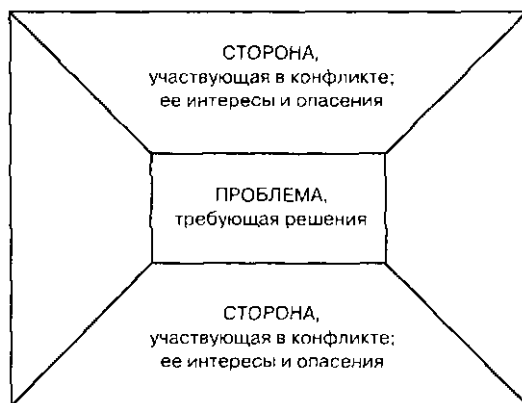 СТОРОНА,
участвующая в конфликте;
ее интересы и опасения
ПРОБЛЕМА,
требующая решения
СТОРОНА,
участвующая в конфликте;
ее интересы и опасения